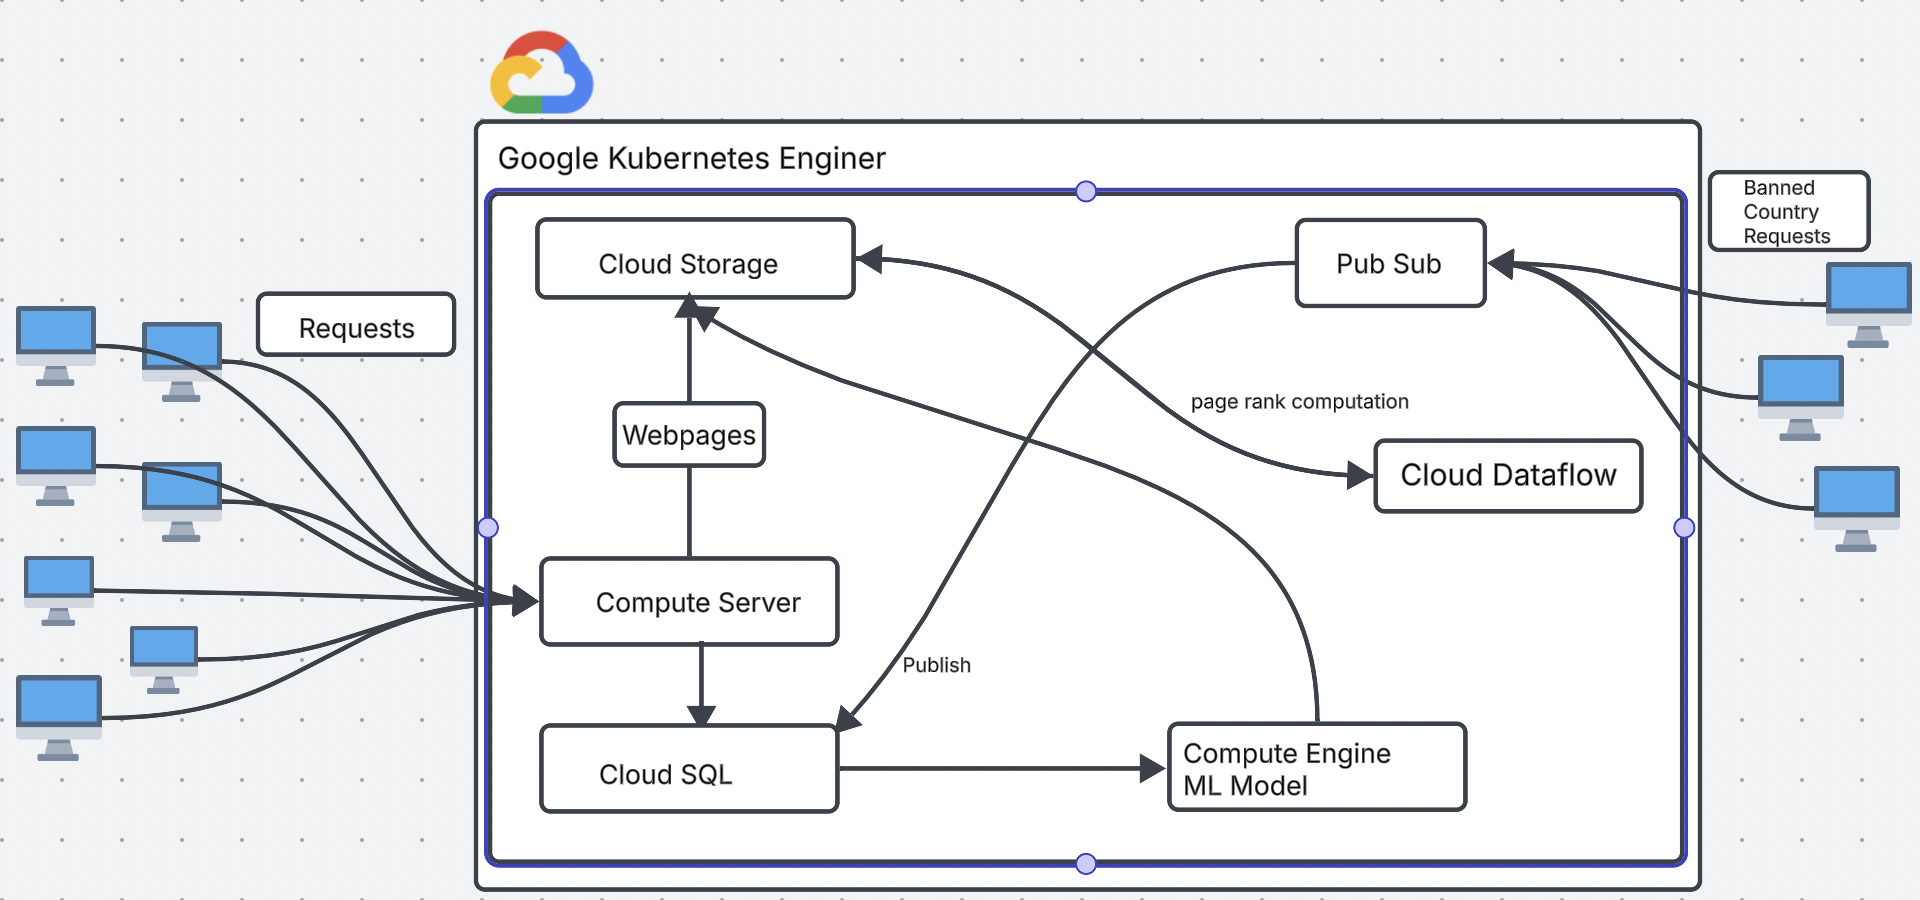 Google Kubernetes Enginer
Banned
Country
Requests
Cloud Storage
Pub Sub
Requests
page rank computation
Webpages
Cloud Dataflow
Compute Server
Publish
Cloud SQL
Compute Engine
ML Model